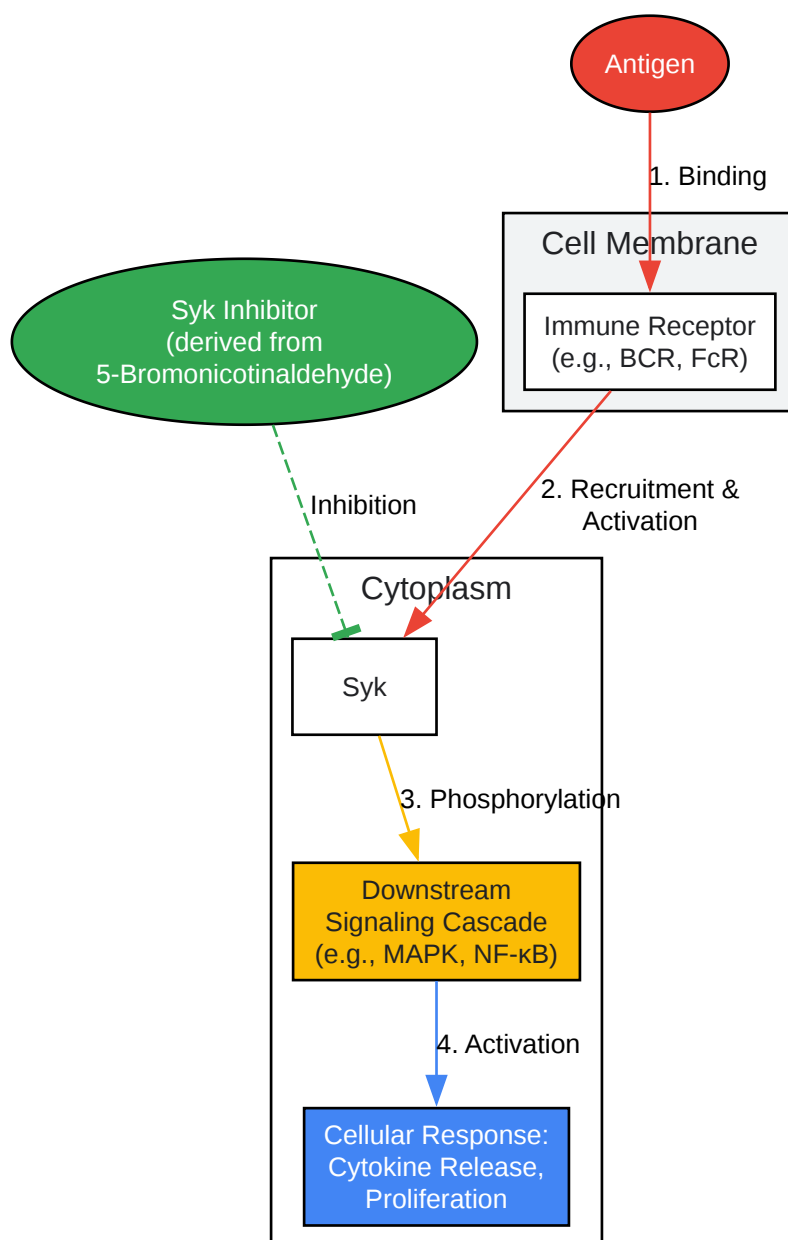 Antigen
1. Binding
Cell Membrane
Immune Receptor
(e.g., BCR, FcR)
Syk Inhibitor
(derived from
5-Bromonicotinaldehyde)
Inhibition
2. Recruitment &
Activation
Cytoplasm
Syk
3. Phosphorylation
Downstream
Signaling Cascade
(e.g., MAPK, NF-κB)
4. Activation
Cellular Response:
Cytokine Release,
Proliferation